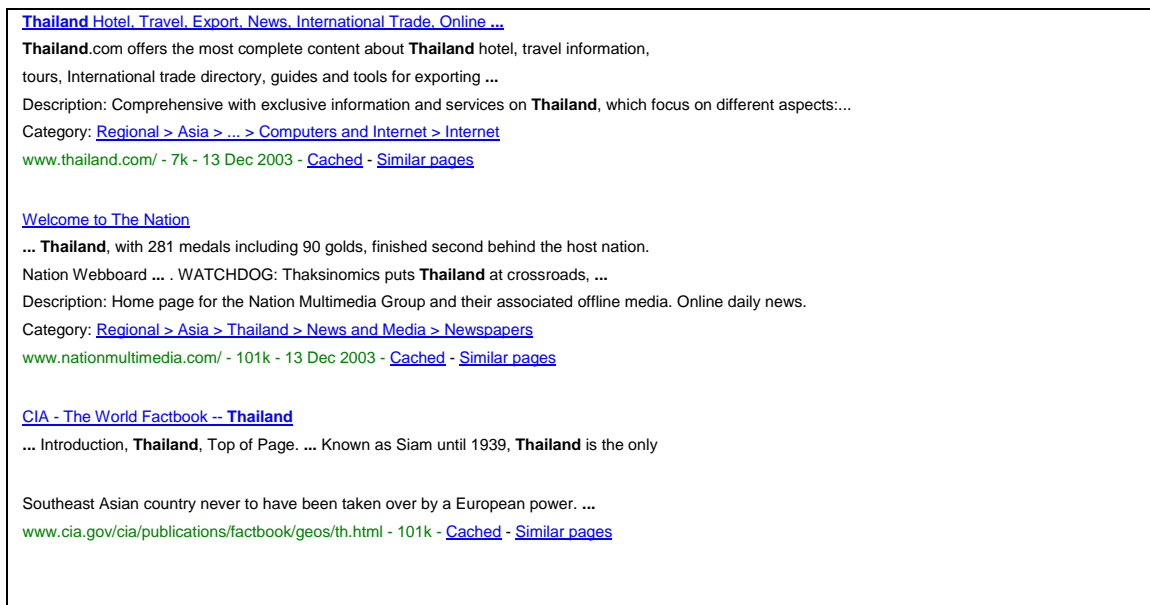 Thailand Hotel, Travel, Export, News, International Trade, Online ...
Thailand.com offers the most complete content about Thailand hotel, travel information,
tours, International trade directory, guides and tools for exporting ...
Description: Comprehensive with exclusive information and services on Thailand, which focus on different aspects:...
Category: Regional > Asia > ... > Computers and Internet > Internet
www.thailand.com/ - 7k - 13 Dec 2003 - Cached - Similar pages
Welcome to The Nation
... Thailand, with 281 medals including 90 golds, finished second behind the host nation.
Nation Webboard ... . WATCHDOG: Thaksinomics puts Thailand at crossroads, ...
Description: Home page for the Nation Multimedia Group and their associated offline media. Online daily news.
Category: Regional > Asia > Thailand > News and Media > Newspapers
www.nationmultimedia.com/ - 101k - 13 Dec 2003 - Cached - Similar pages
CIA - The World Factbook -- Thailand
... Introduction, Thailand, Top of Page. ... Known as Siam until 1939, Thailand is the only
Southeast Asian country never to have been taken over by a European power. ...
www.cia.gov/cia/publications/factbook/geos/th.html - 101k - Cached - Similar pages